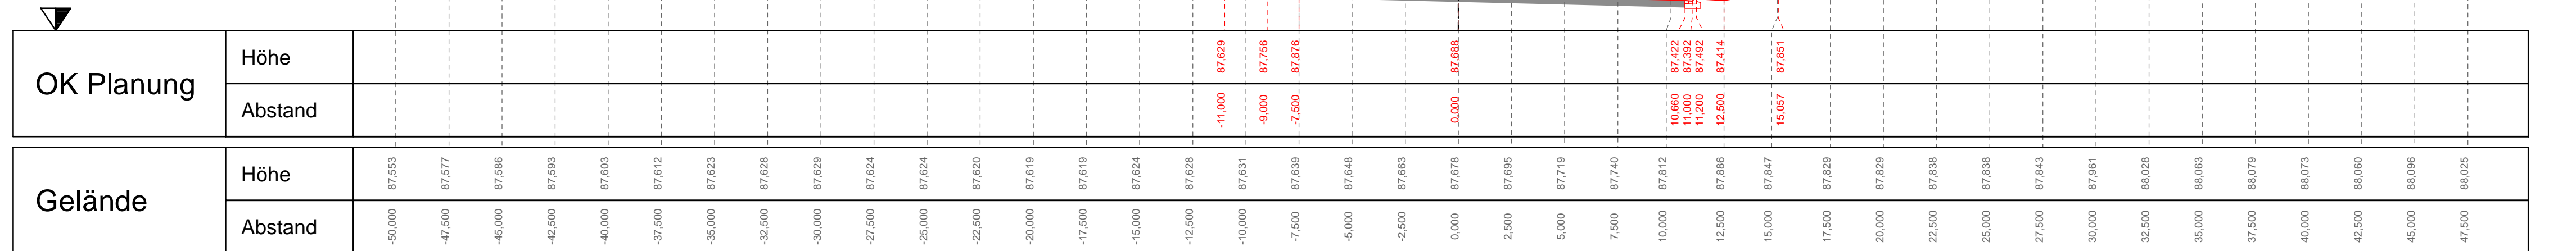 OK Planung
Höhe
87,629 87,756 87,876 87,688 87,422 87,392 87,492 87,414 87,851
Abstand
-11,000 -9,000 -7,500 0,000 10,660 11,000 11,200 12,500 15,057
Gelände
Höhe
87,553 87,577 87,586 87,593 87,603 87,612 87,623 87,628 87,629 87,624 87,624 87,620 87,619 87,619 87,624 87,628 87,631 87,639 87,648 87,663 87,678 87,695 87,719 87,740 87,812 87,886 87,847 87,829 87,829 87,838 87,838 87,843 87,961 88,028 88,063 88,079 88,073 88,060 88,096 88,025
Abstand
-50,000 -47,500 -45,000 -42,500 -40,000 -37,500 -35,000 -32,500 -30,000 -27,500 -25,000 -22,500 -20,000 -17,500 -15,000 -12,500 -10,000 -7,500 -5,000 -2,500 0,000 2,500 5,000 7,500 10,000 12,500 15,000 17,500 20,000 22,500 25,000 27,500 30,000 32,500 35,000 37,500 40,000 42,500 45,000 47,500